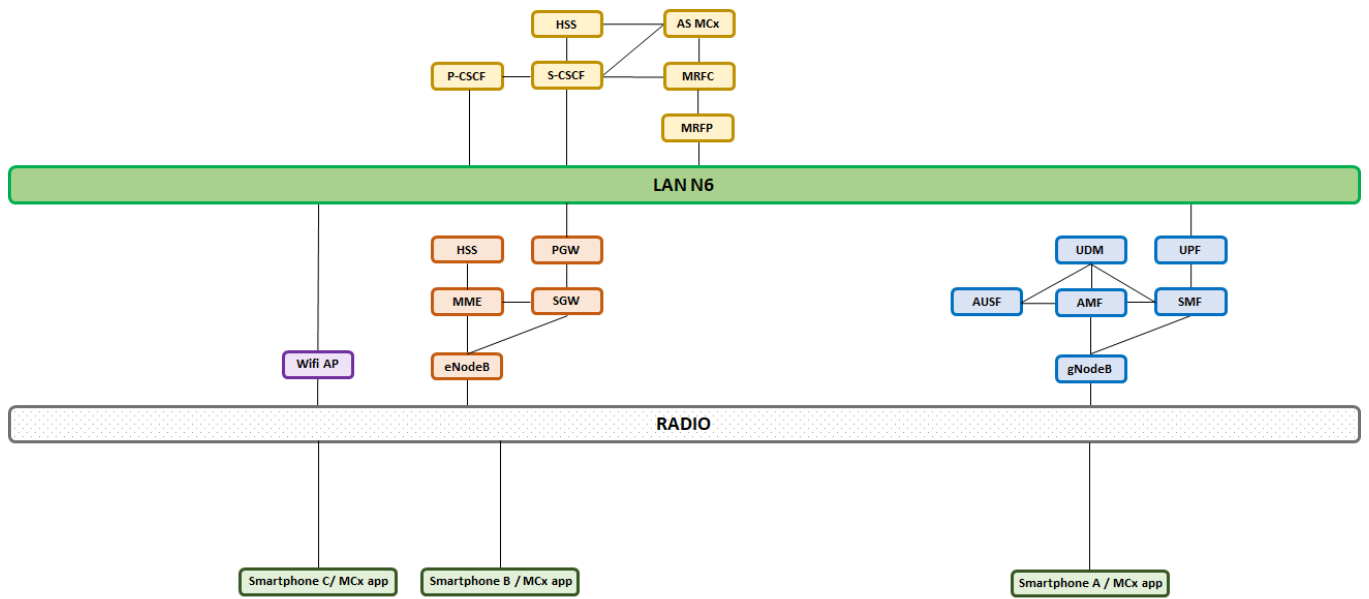 HSS
AS MCx
P-CSCF
S-CSCF
MRFC
MRFP
LAN N6
HSS
PGW
UDM
UPF
MME
SGW
AUSF
AMF
SMF
Wifi AP
eNodeB
gNodeB
RADIO
Smartphone C/ MCx app
Smartphone B / MCx app
Smartphone A / MCx app